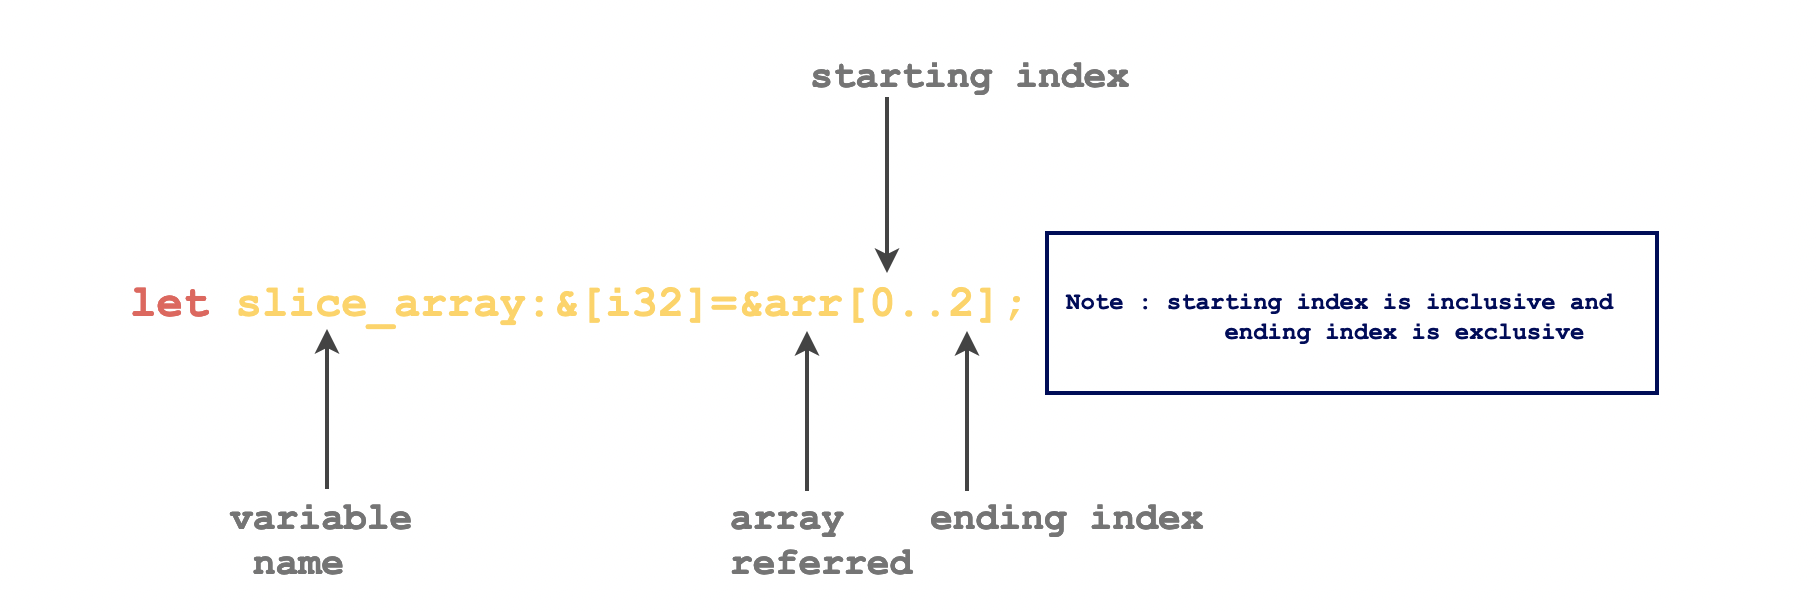 starting index
let slice_array:&[i32]=&arr[0..2];
Note : starting index is inclusive and
ending index is exclusive
variable
name
array
referred
ending index